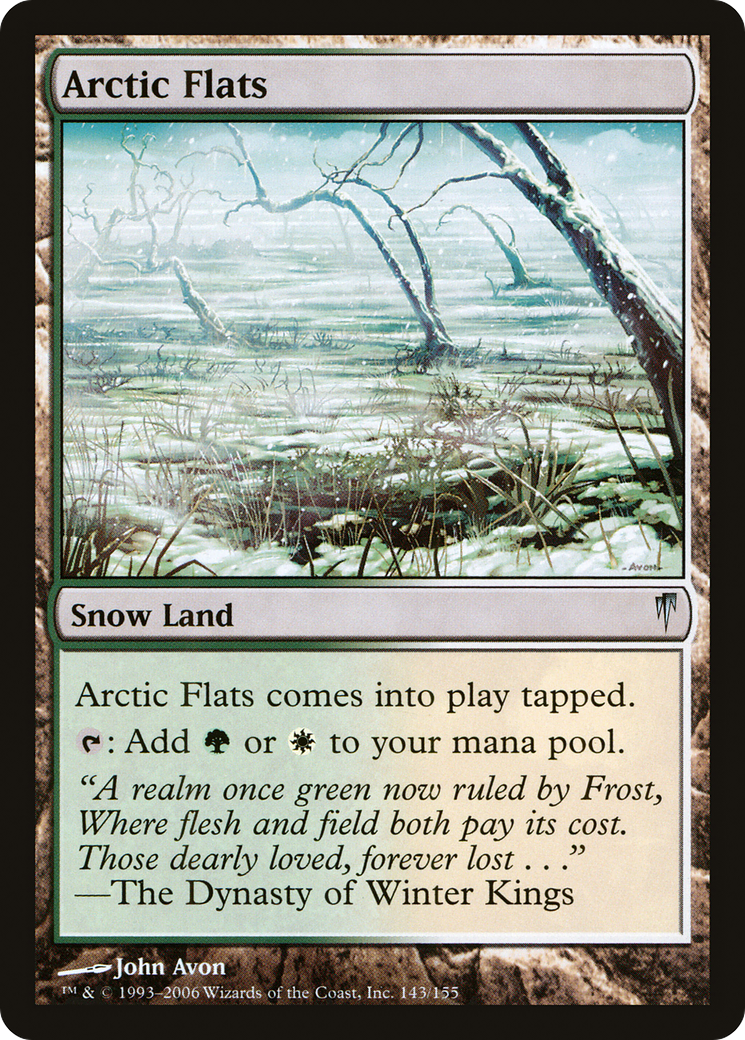 Arctic Flats
-AVON-
Snow Land
Arctic Flats comes into play tapped.
: Add or to your mana pool.
“A realm once green now ruled by Frost,
Where flesh and field both pay its cost.
Those dearly loved, forever lost . . .”
—The Dynasty of Winter Kings
John Avon
™ & © 1993–2006 Wizards of the Coast, Inc. 143/155